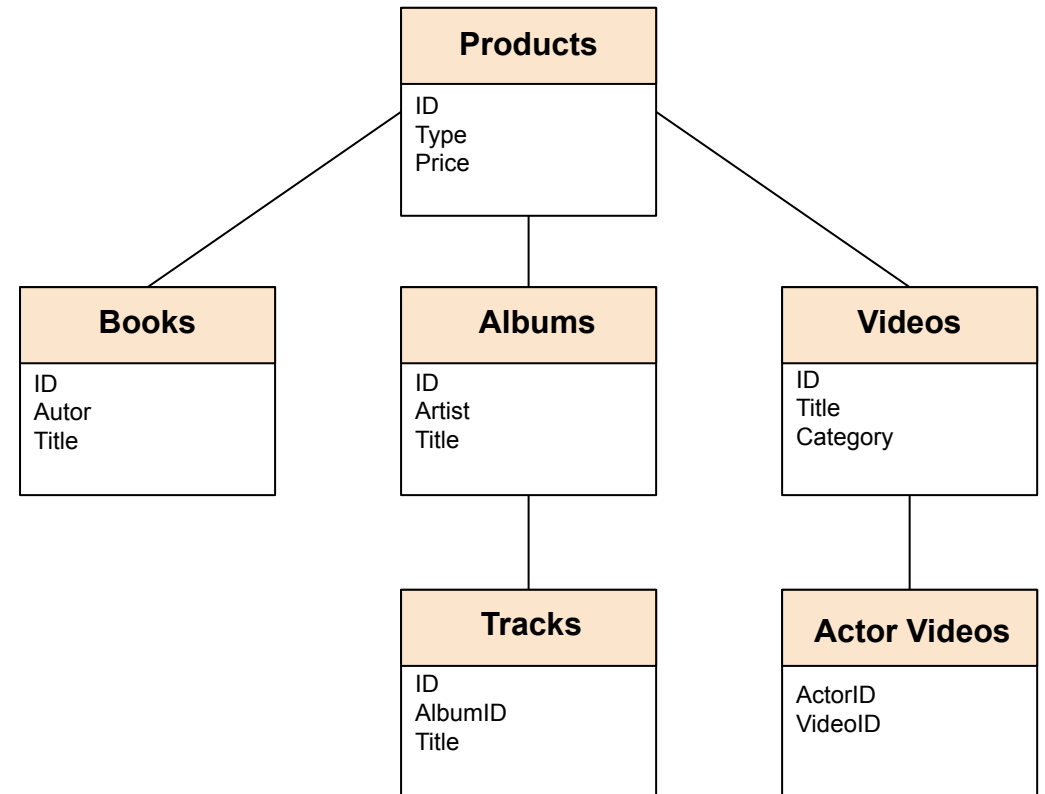 Products
ID
Type
Price
Books
ID
Autor
Title
Albums
ID
Artist
Title
Videos
ID
Title
Category
Tracks
ID
AlbumID
Title
Actor Videos
ActorID
VideoID